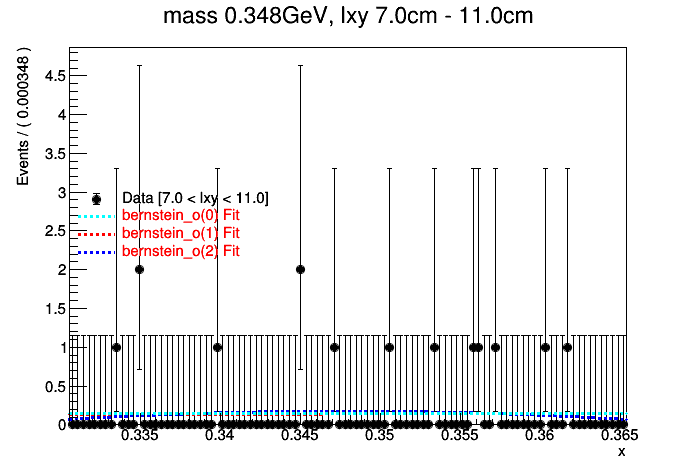 mass 0.348GeV, lxy 7.0cm - 11.0cm
Events / ( 0.000348 )
4.5
4
3.5
3
2.5
2
1.5
1
0.5
0
Data [7.0 < lxy < 11.0]
bernstein_o(0) Fit
bernstein_o(1) Fit
bernstein_o(2) Fit
0.335 0.34 0.345 0.35 0.355 0.36 0.365
x